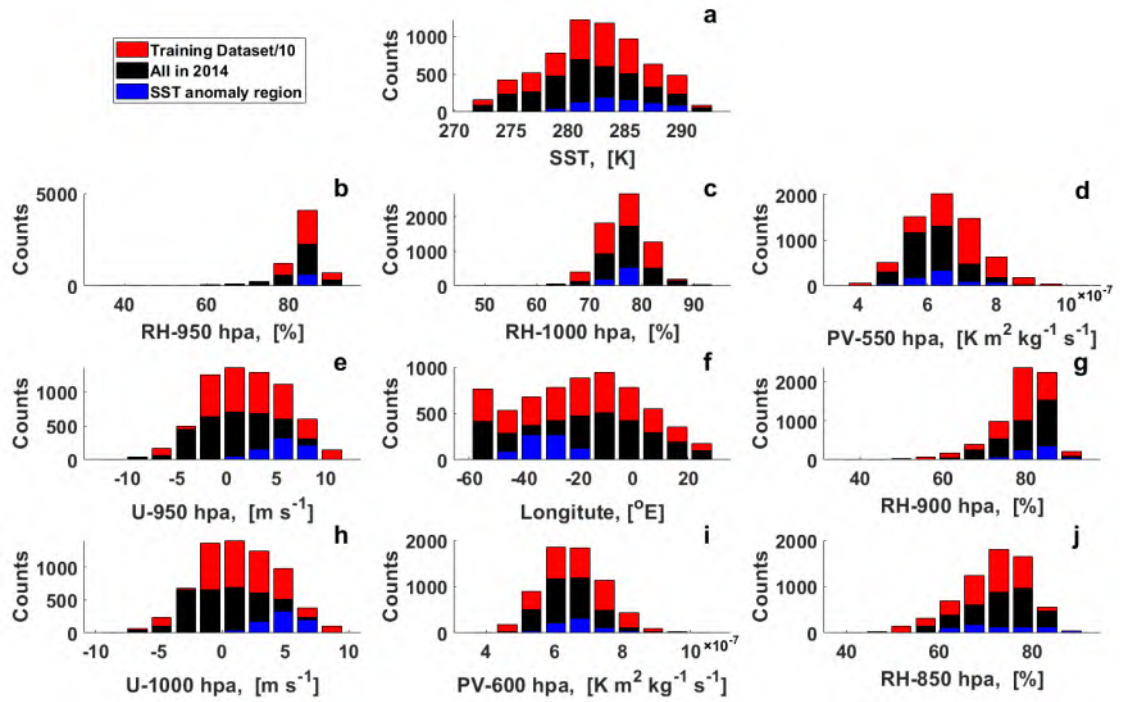 a
Training Dataset/10
All in 2014
SST anomaly region
Counts
1000
500
0
270 275 280 285 290
SST, [K]
b
Counts
5000
0
40 60 80
RH-950 hpa, [%]
c
Counts
2000
1000
0
50 60 70 80 90
RH-1000 hpa, [%]
d
Counts
2000
1000
0
4 6 8 10
×10⁻⁷
PV-550 hpa, [K m² kg⁻¹ s⁻¹]
e
Counts
1000
500
0
-10 -5 0 5 10
U-950 hpa, [m s⁻¹]
f
Counts
1000
500
0
-60 -40 -20 0 20
Longitute, [ᵒE]
g
Counts
2000
1000
0
40 60 80
RH-900 hpa, [%]
h
Counts
1000
500
0
-10 -5 0 5 10
U-1000 hpa, [m s⁻¹]
i
Counts
2000
1000
0
4 6 8 10
×10⁻⁷
PV-600 hpa, [K m² kg⁻¹ s⁻¹]
j
Counts
2000
1000
0
40 60 80
RH-850 hpa, [%]